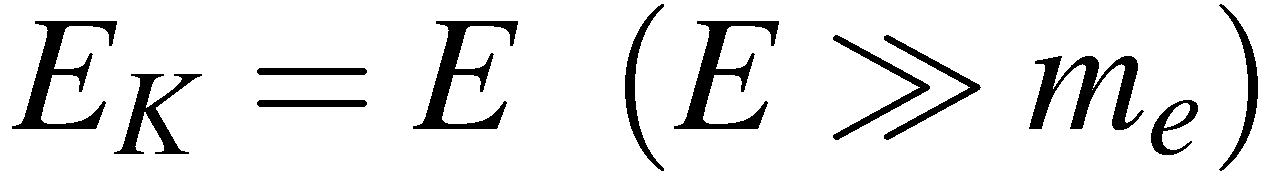 E_K = E (E ≫ m_e)